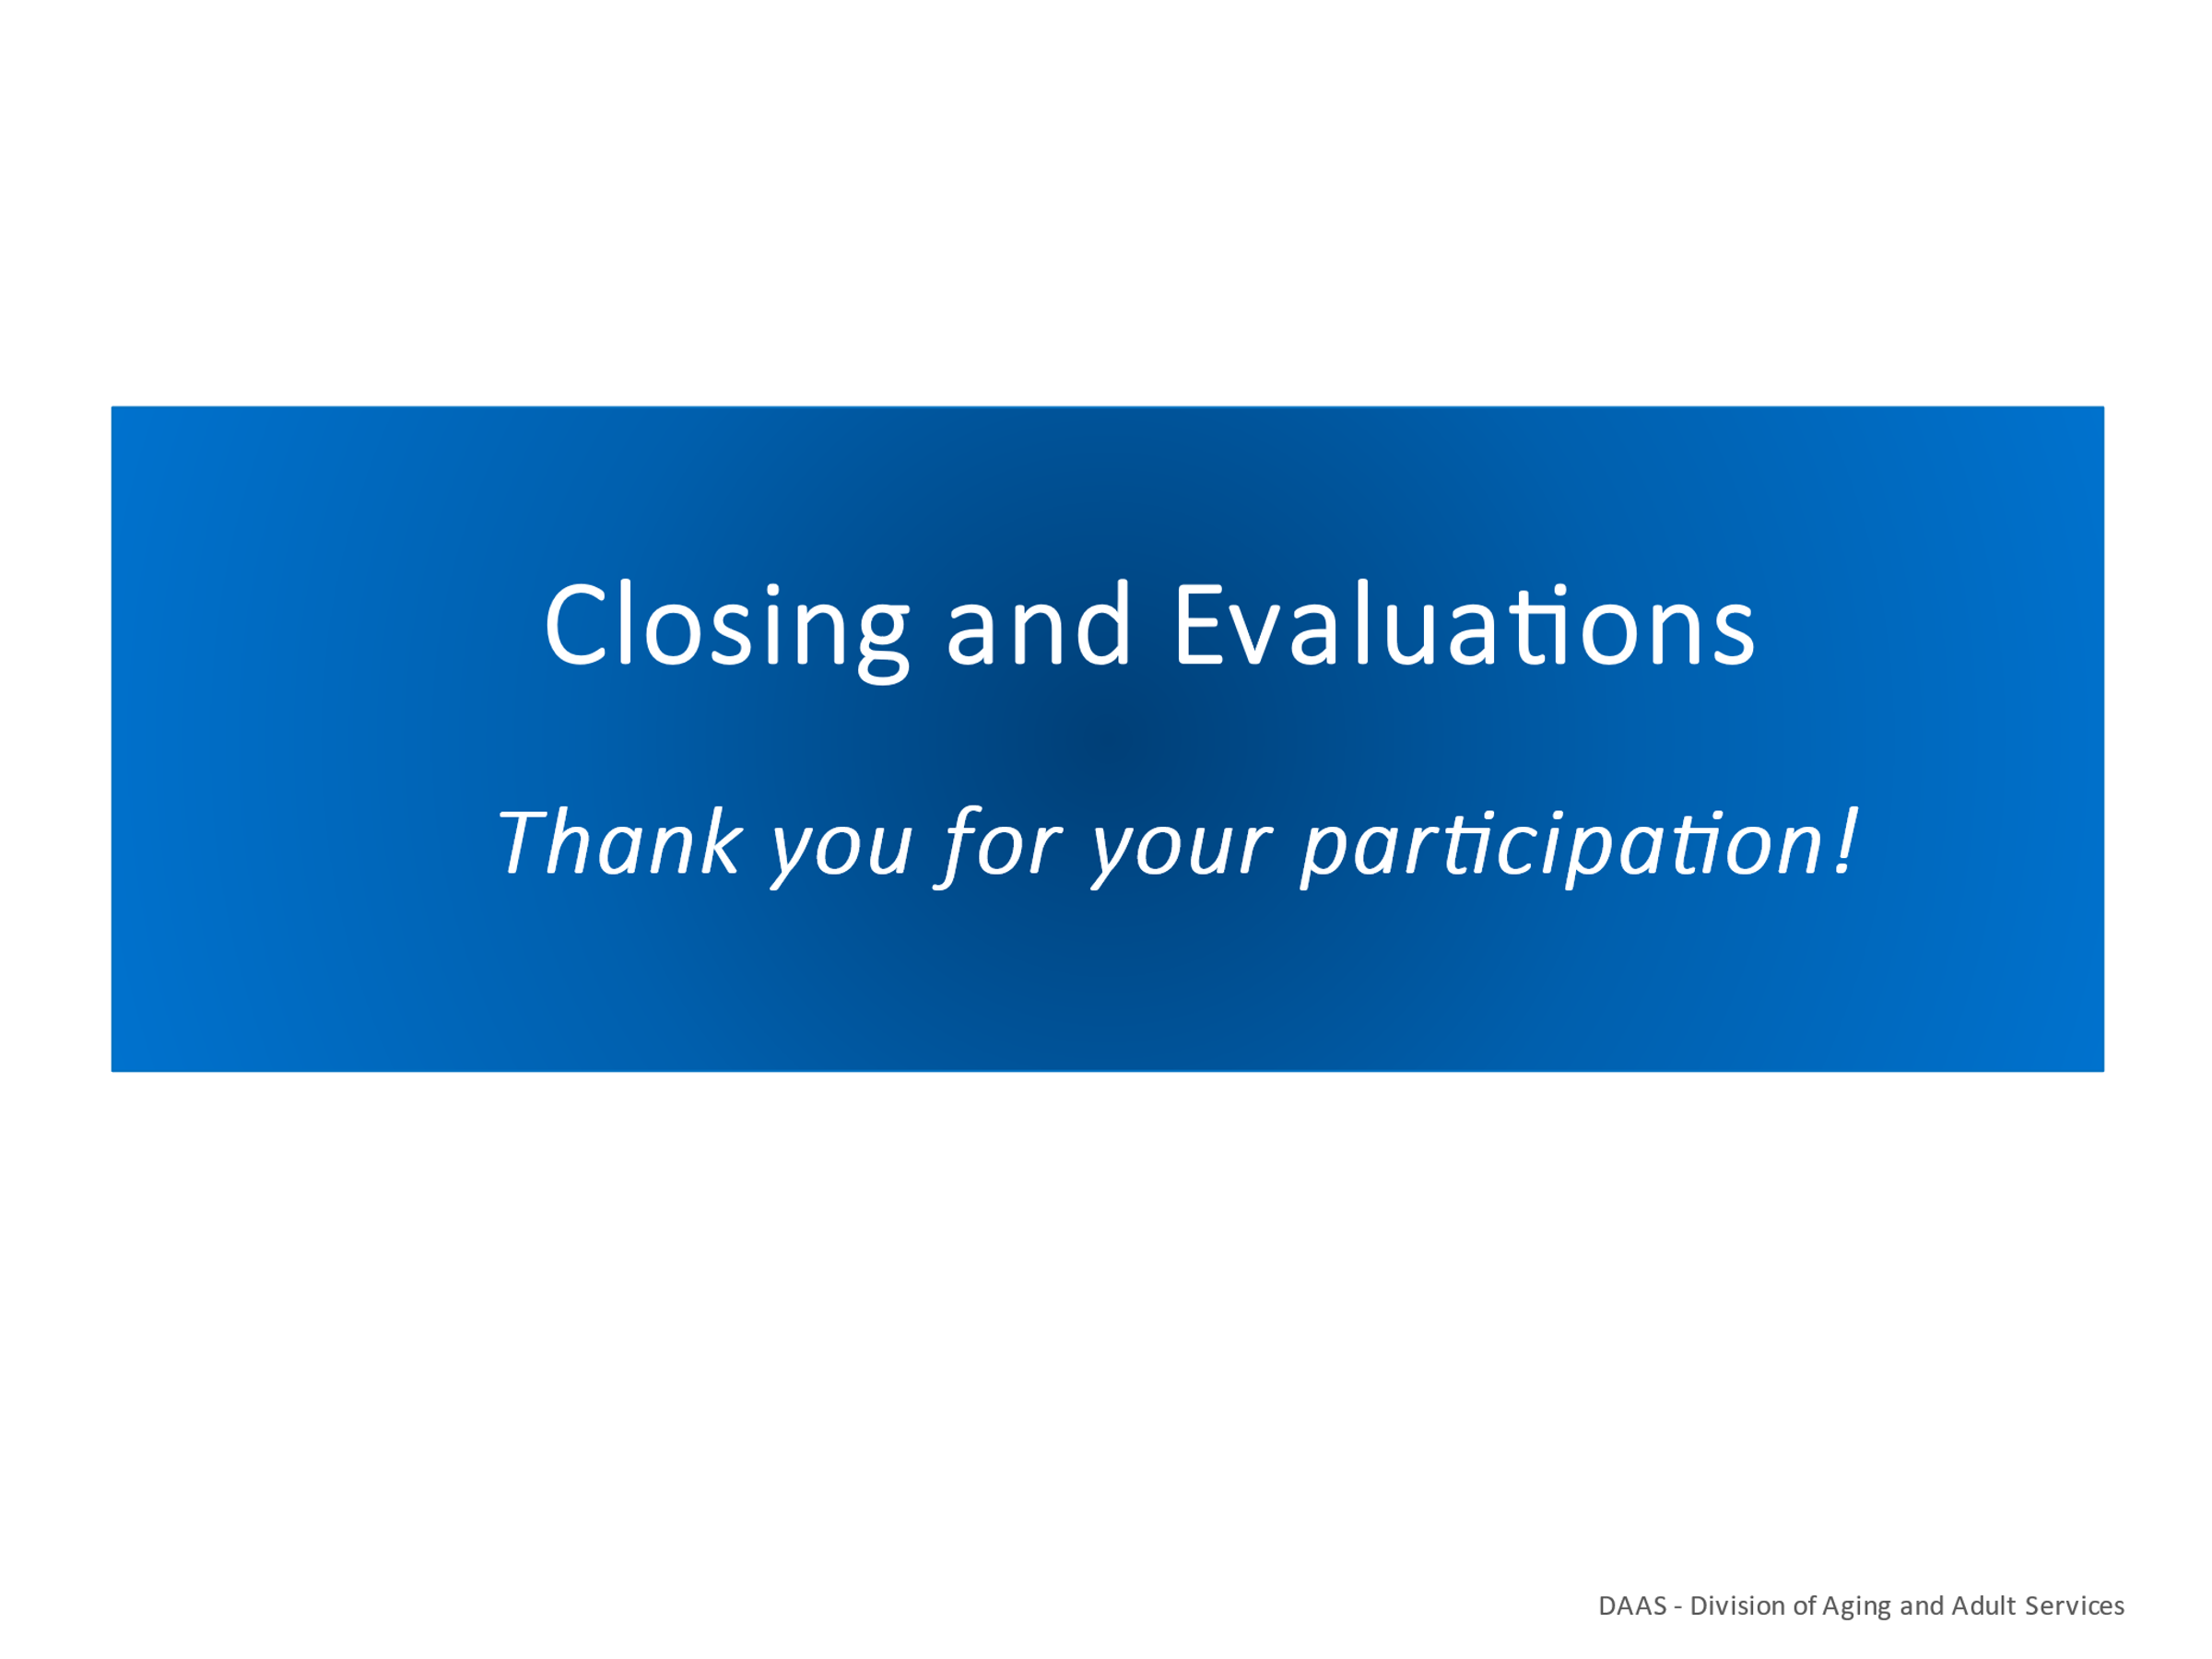 Closing and Evaluations
Thank you for your participation!
DAAS - Division of Aging and Adult Services